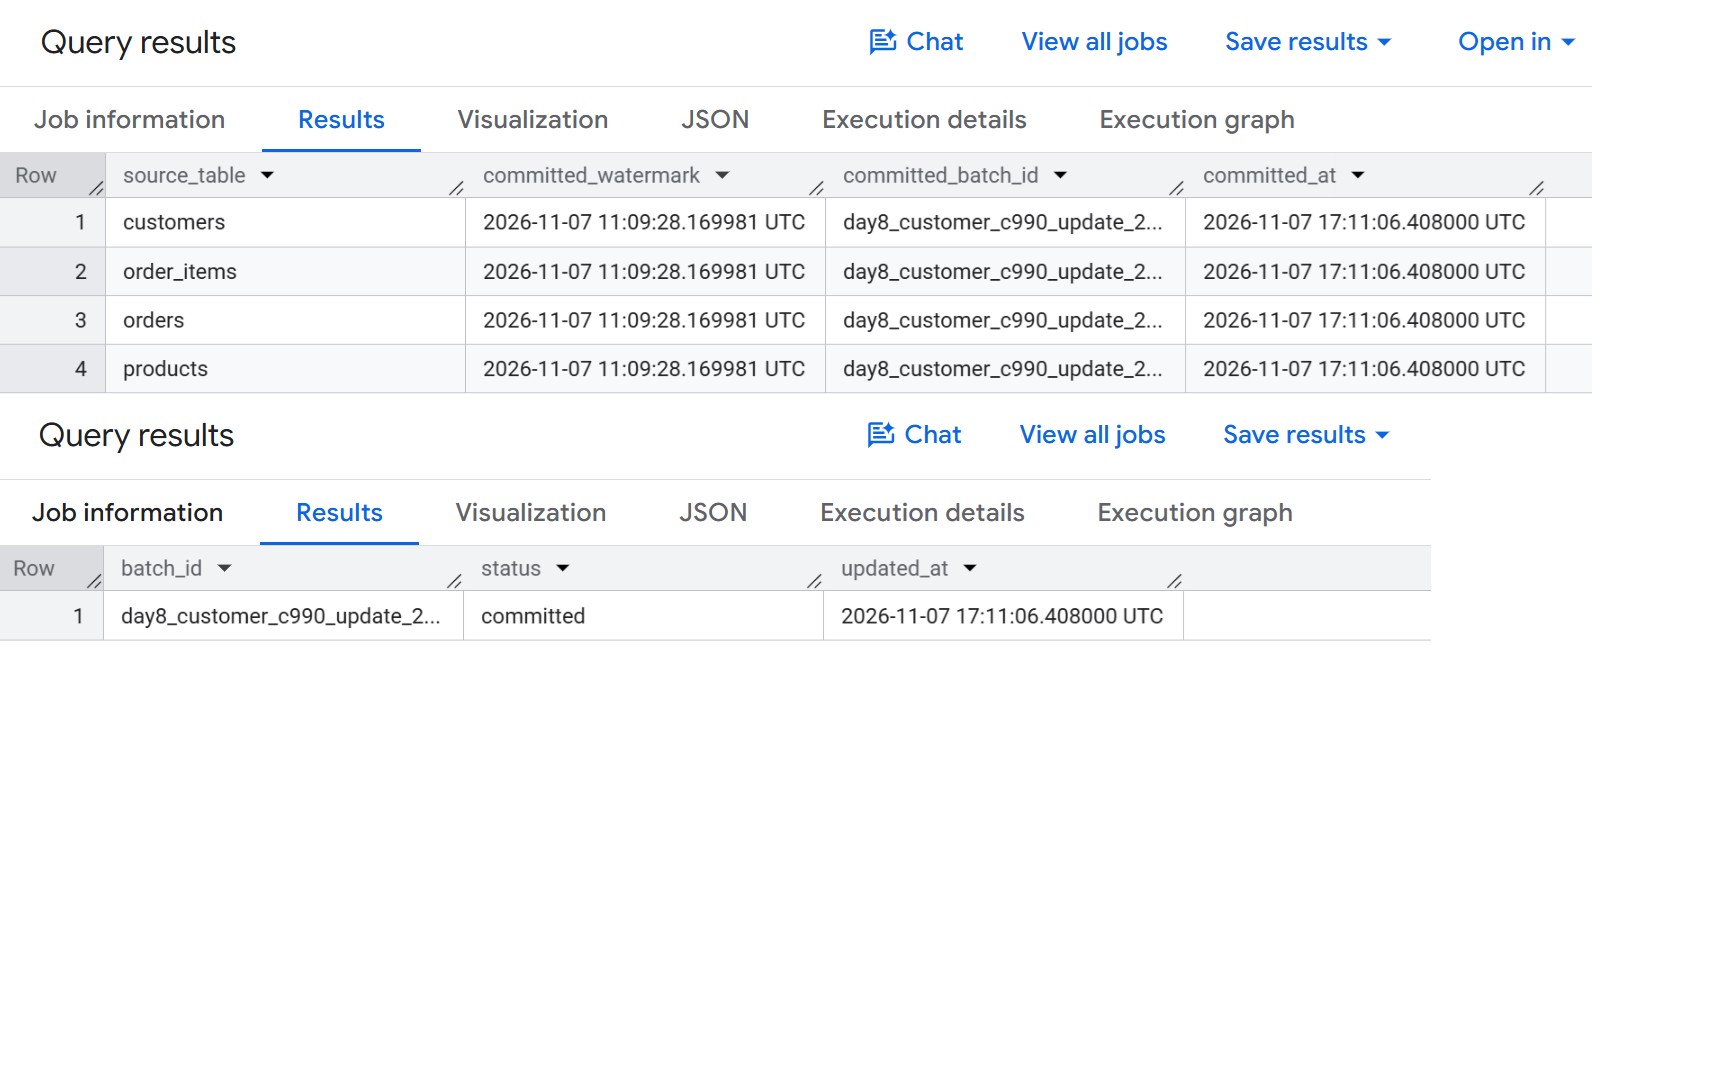 Query results Chat View all jobs Save results Open in
Job information Results Visualization JSON Execution details Execution graph
Row source_table committed_watermark committed_batch_id committed_at
1 customers 2026-11-07 11:09:28.169981 UTC day8_customer_c990_update_2... 2026-11-07 17:11:06.408000 UTC
2 order_items 2026-11-07 11:09:28.169981 UTC day8_customer_c990_update_2... 2026-11-07 17:11:06.408000 UTC
3 orders 2026-11-07 11:09:28.169981 UTC day8_customer_c990_update_2... 2026-11-07 17:11:06.408000 UTC
4 products 2026-11-07 11:09:28.169981 UTC day8_customer_c990_update_2... 2026-11-07 17:11:06.408000 UTC
Query results Chat View all jobs Save results
Job information Results Visualization JSON Execution details Execution graph
Row batch_id status updated_at
1 day8_customer_c990_update_2... committed 2026-11-07 17:11:06.408000 UTC